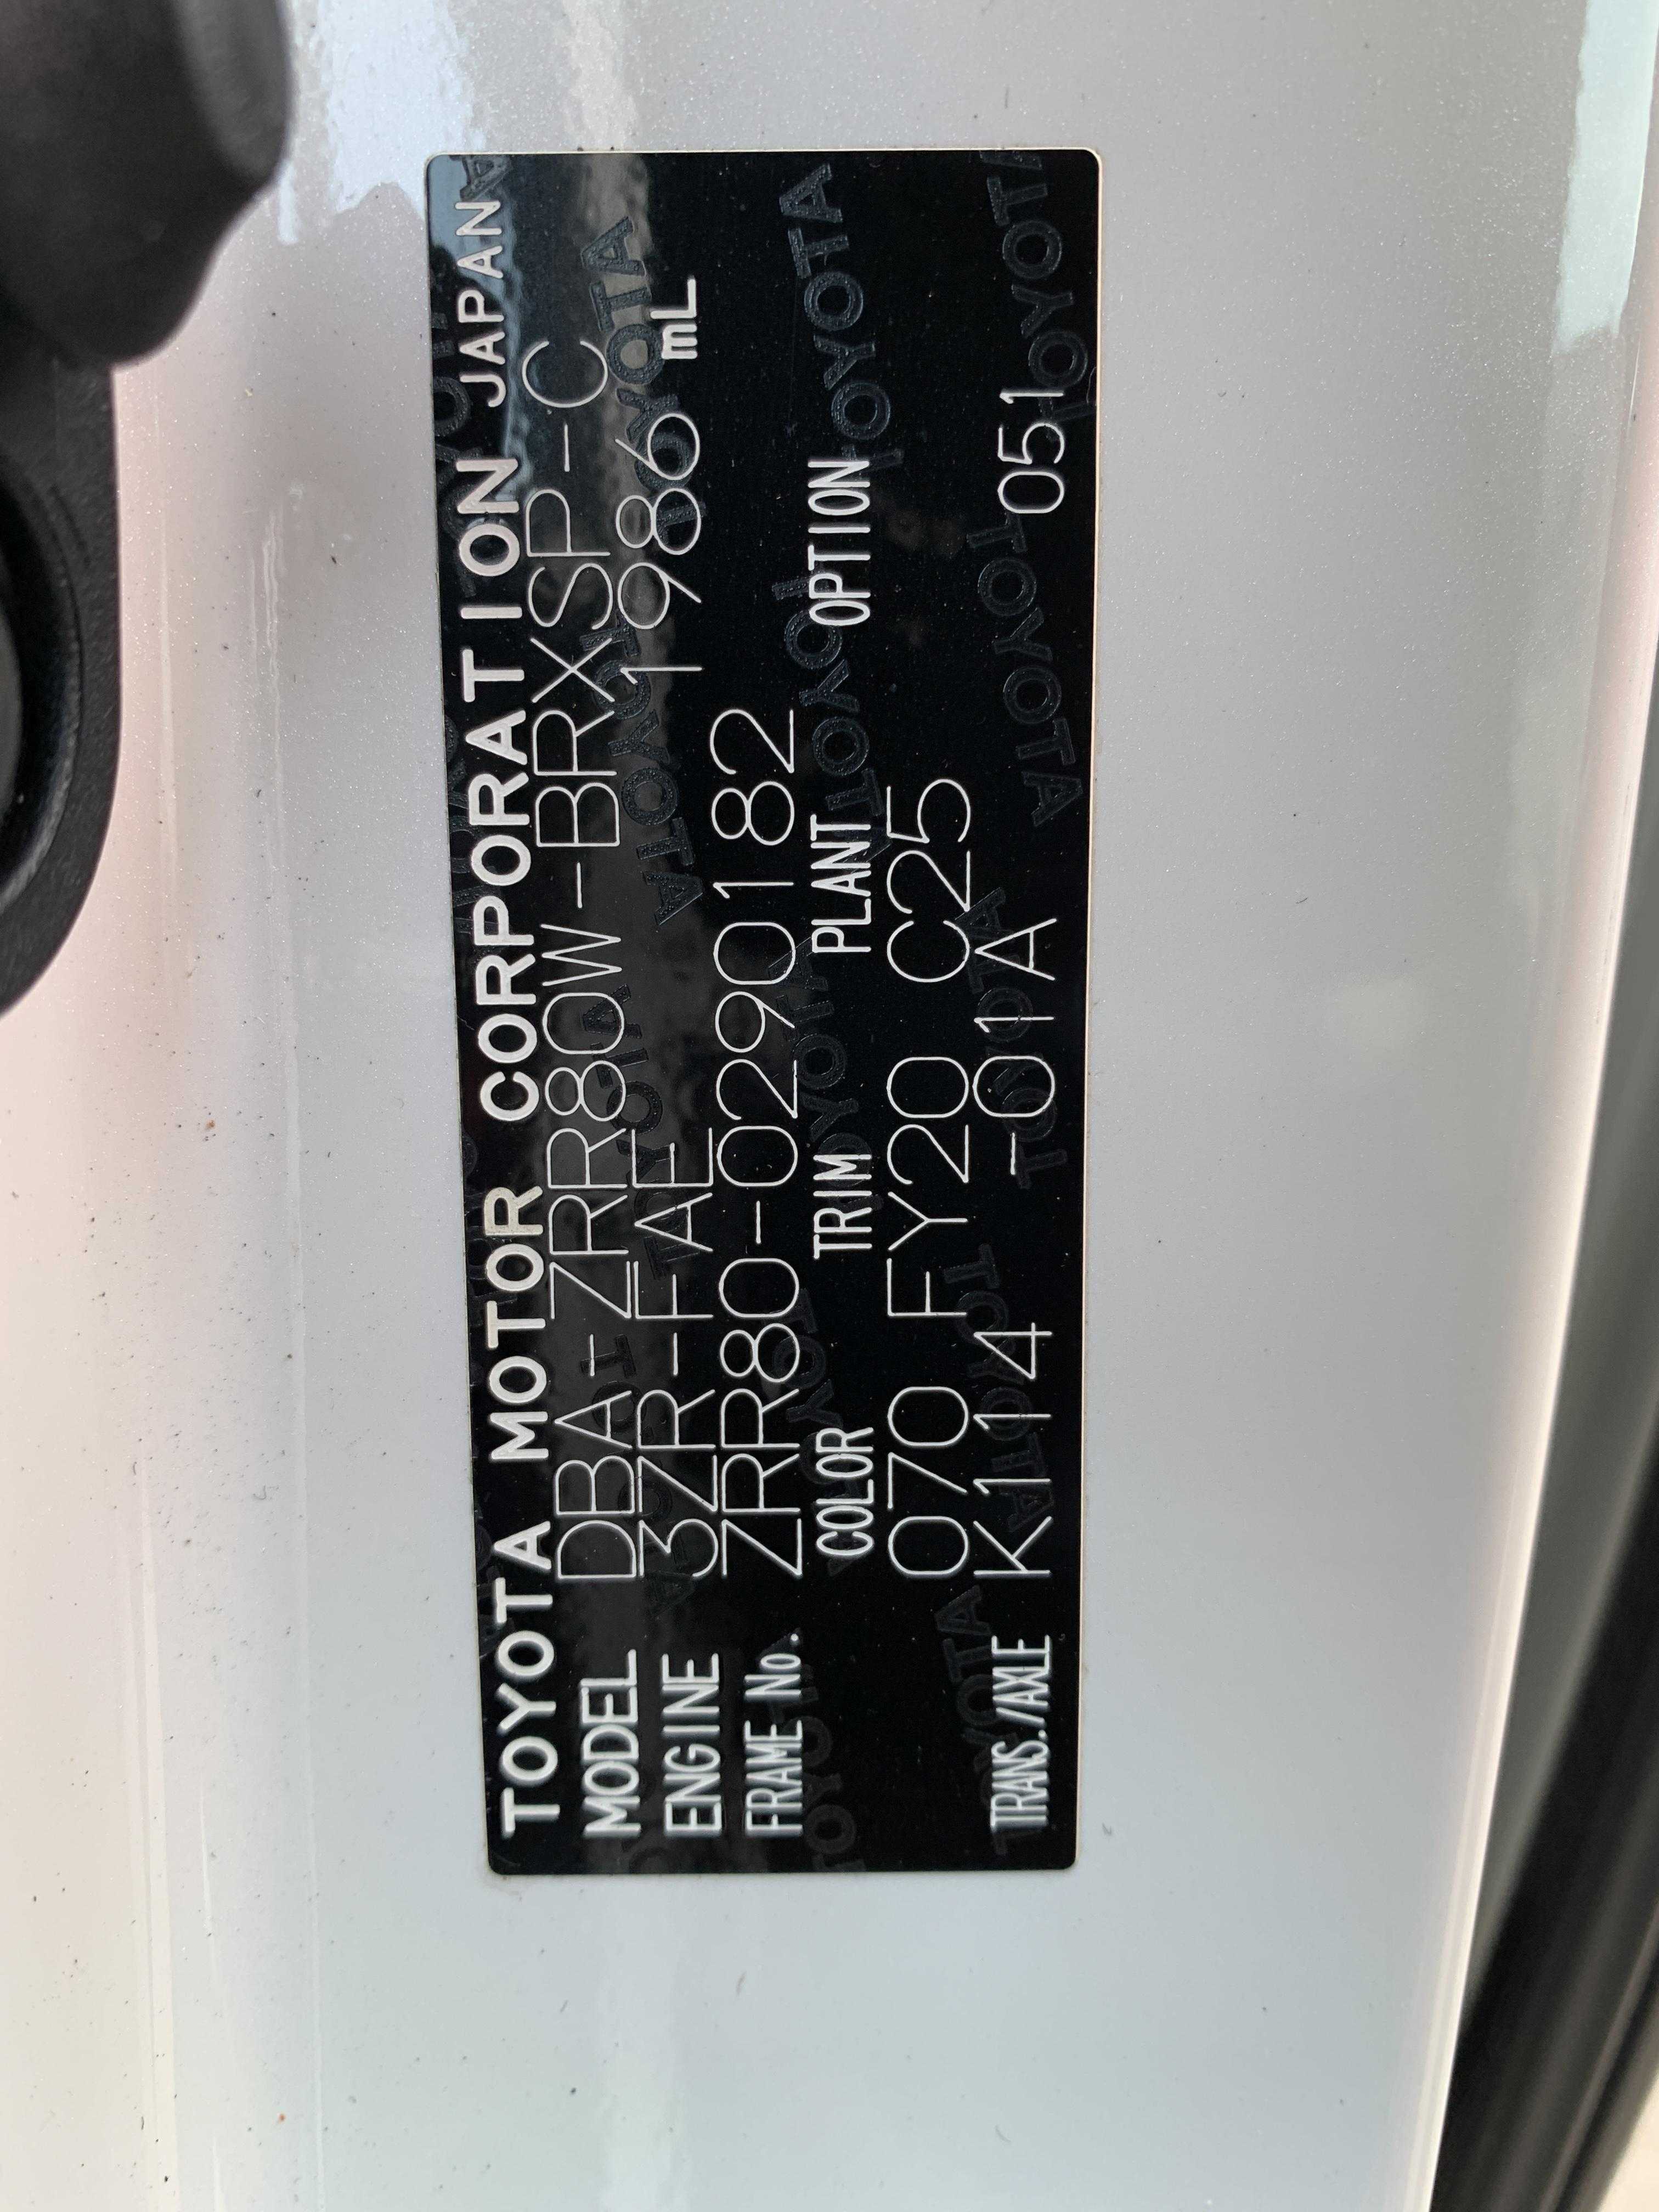 TOYOTA MOTOR CORPORATION JAPAN
MODEL DBA-ZRR80W-BRXSP-C
ENGINE 3ZR-FAE 1986 mL
FRAME No. ZRR80-0290182
COLOR TRIM PLANT OPTION
070 FY20 C25
TRANS./AXLE K114 -01A 051